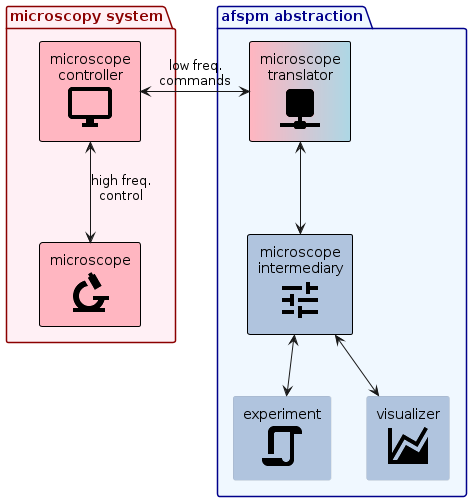 microscopy system
afspm abstraction
microscope
controller
low freq.
commands
microscope
translator
high freq.
control
microscope
microscope
intermediary
experiment
visualizer